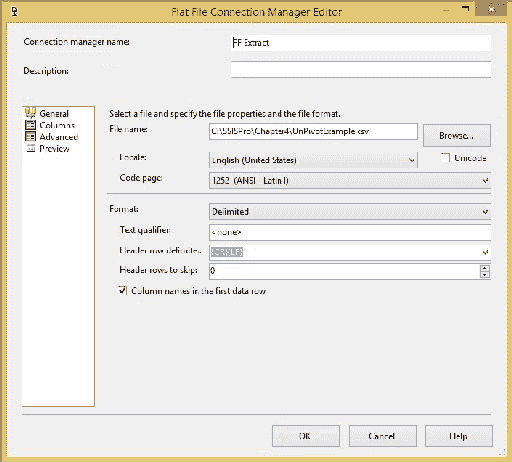 Flat File Connection Manager Editor
Connection manager name:
FF Extract
Description:
General
Columns
Advanced
Preview
Select a file and specify the file properties and the file format.
File name:
C:\SSISPro\Chapter4\UnPivotExample.csv
Browse...
Locale:
English (United States)
Unicode
Code page:
1252 (ANSI - Latin I)
Format:
Delimited
Text qualifier:
<none>
Header row delimiter:
{CR}{LF}
Header rows to skip:
0
Column names in the first data row
OK
Cancel
Help